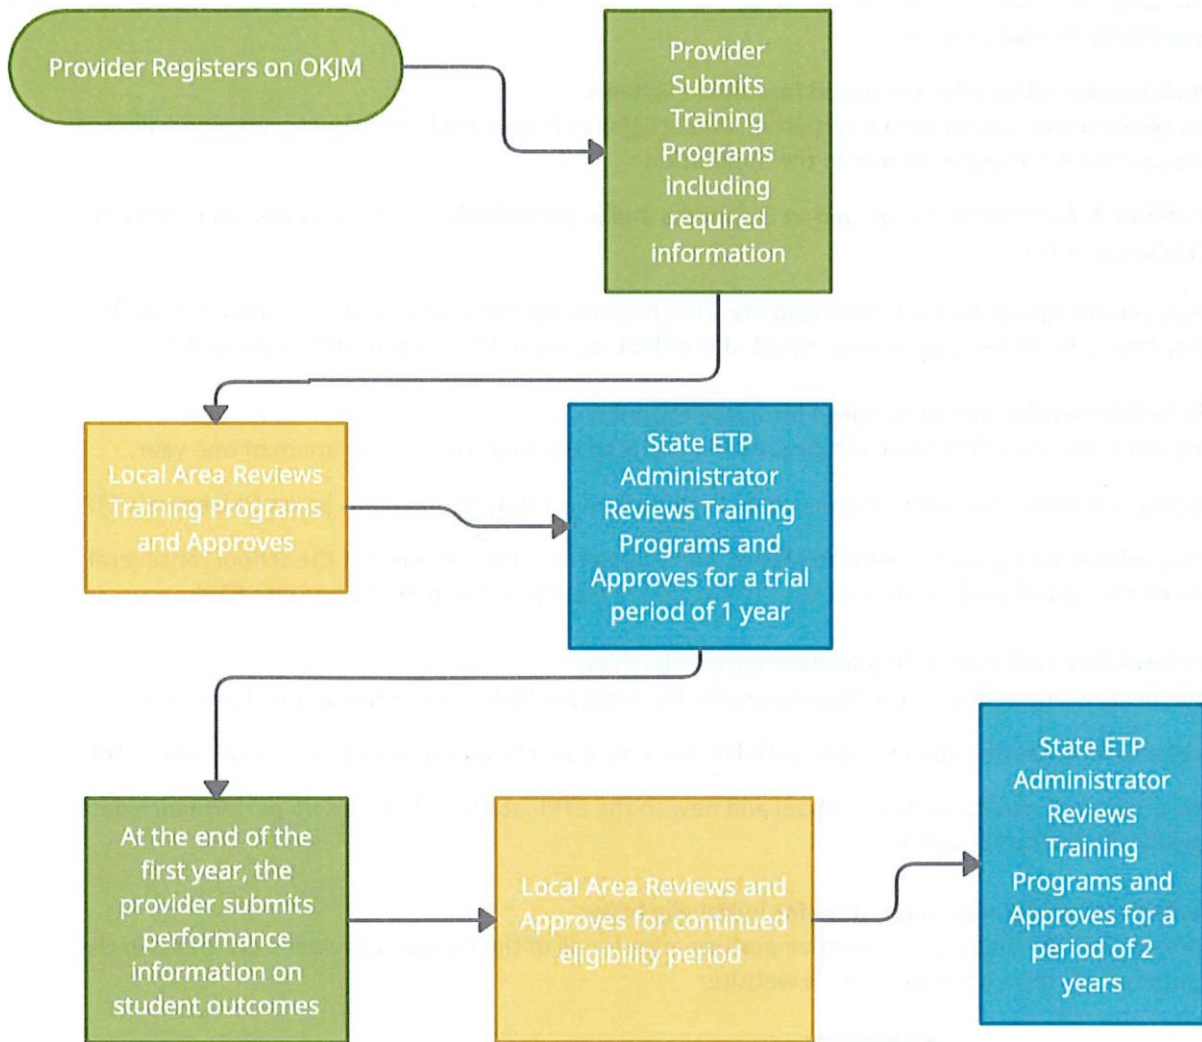 Provider Registers on OKJM
Provider
Submits
Training
Programs
including
required
information
Local Area Reviews
Training Programs
and Approves
State ETP
Administrator
Reviews Training
Programs and
Approves for a trial
period of 1 year
At the end of the
first year, the
provider submits
performance
information on
student outcomes
Local Area Reviews and
Approves for continued
eligibility period
State ETP
Administrator
Reviews
Training
Programs and
Approves for a
period of 2
years